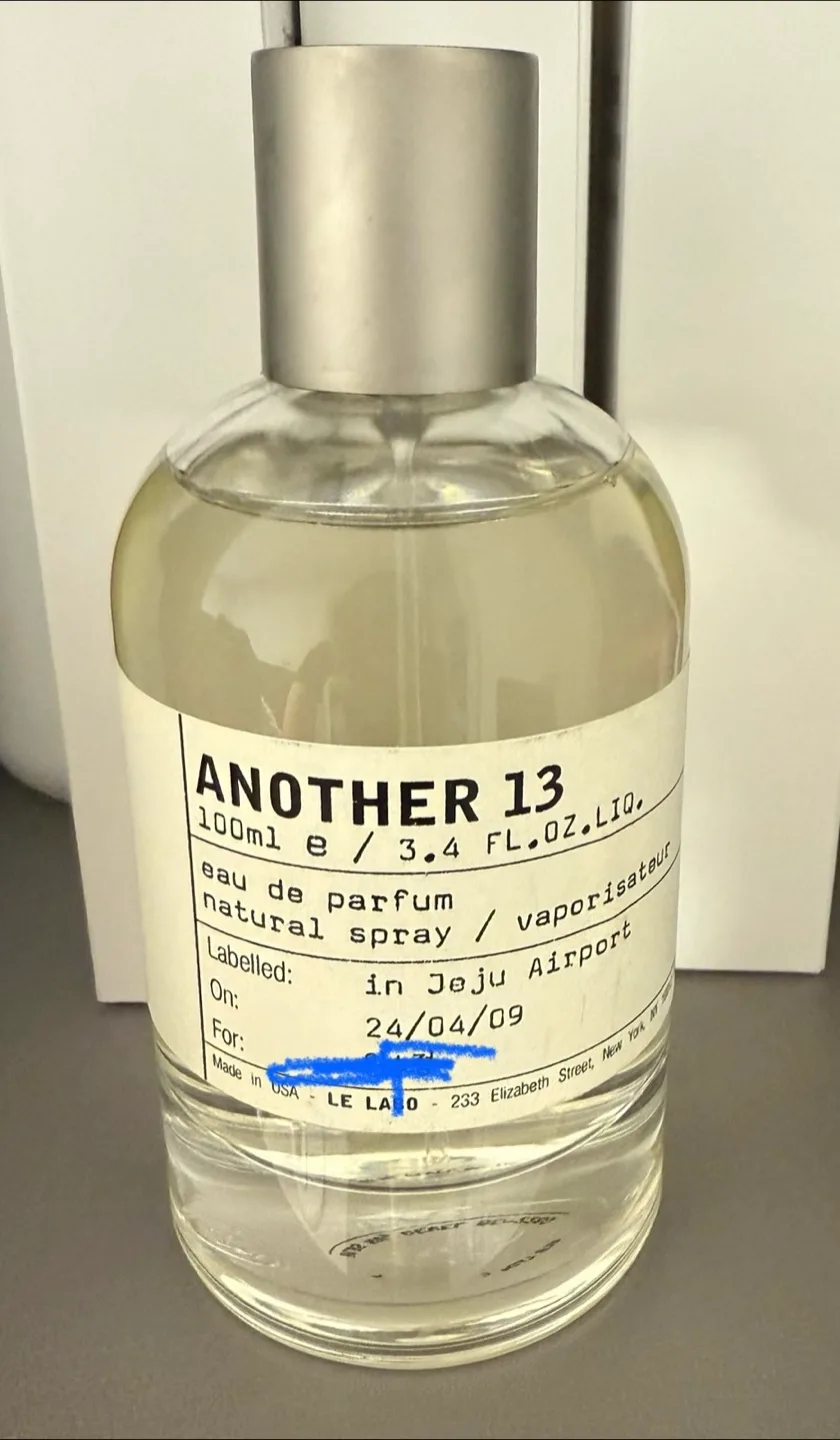 ANOTHER 13
100ml e / 3.4 FL.OZ.LIQ.
eau de parfum
natural spray / vaporisateur
Labelled: in Jeju Airport
On: 24/04/09
For:
Made in USA - LE LABO - 233 Elizabeth Street, New York, NY